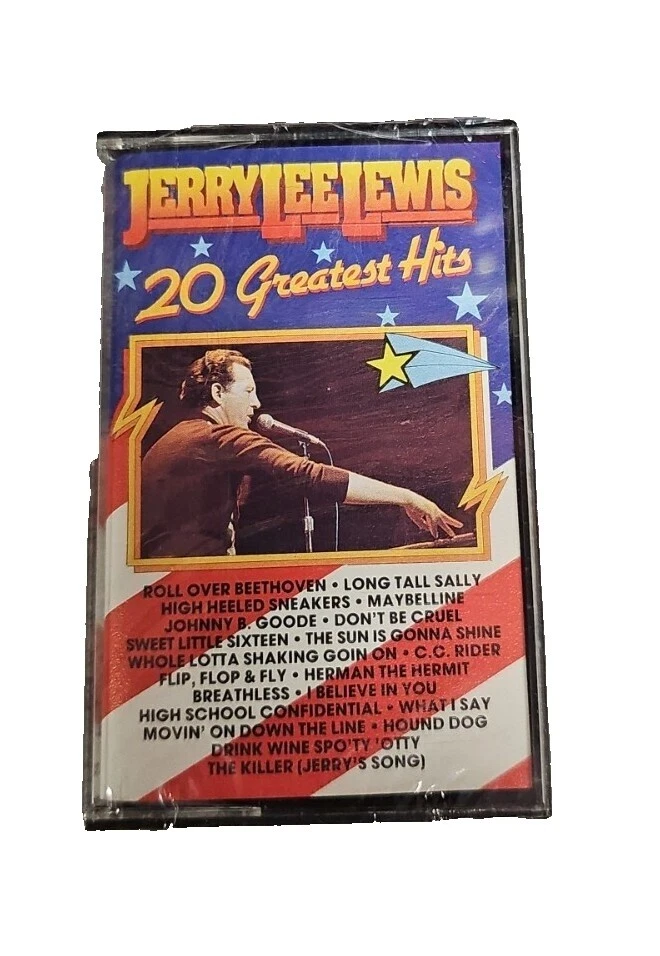 JERRY LEE LEWIS
20 Greatest Hits
ROLL OVER BEETHOVEN • LONG TALL SALLY
HIGH HEELED SNEAKERS • MAYBELLINE
JOHNNY B. GOODE • DON'T BE CRUEL
SWEET LITTLE SIXTEEN • THE SUN IS GONNA SHINE
WHOLE LOTTA SHAKING GOIN ON • C.C. RIDER
FLIP, FLOP & FLY • HERMAN THE HERMIT
BREATHLESS • I BELIEVE IN YOU
HIGH SCHOOL CONFIDENTIAL • WHAT I SAY
MOVIN' ON DOWN THE LINE • HOUND DOG
DRINK WINE SPO'TY 'OTTY
THE KILLER (JERRY'S SONG)